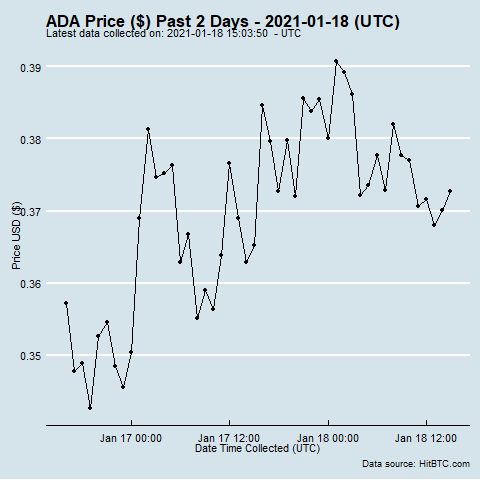 ADA Price ($) Past 2 Days - 2021-01-18 (UTC)
Latest data collected on: 2021-01-18 15:03:50 - UTC
0.39
0.38
0.37
0.36
0.35
Price USD ($)
Jan 17 00:00 Jan 17 12:00 Jan 18 00:00 Jan 18 12:00
Date Time Collected (UTC)
Data source: HitBTC.com